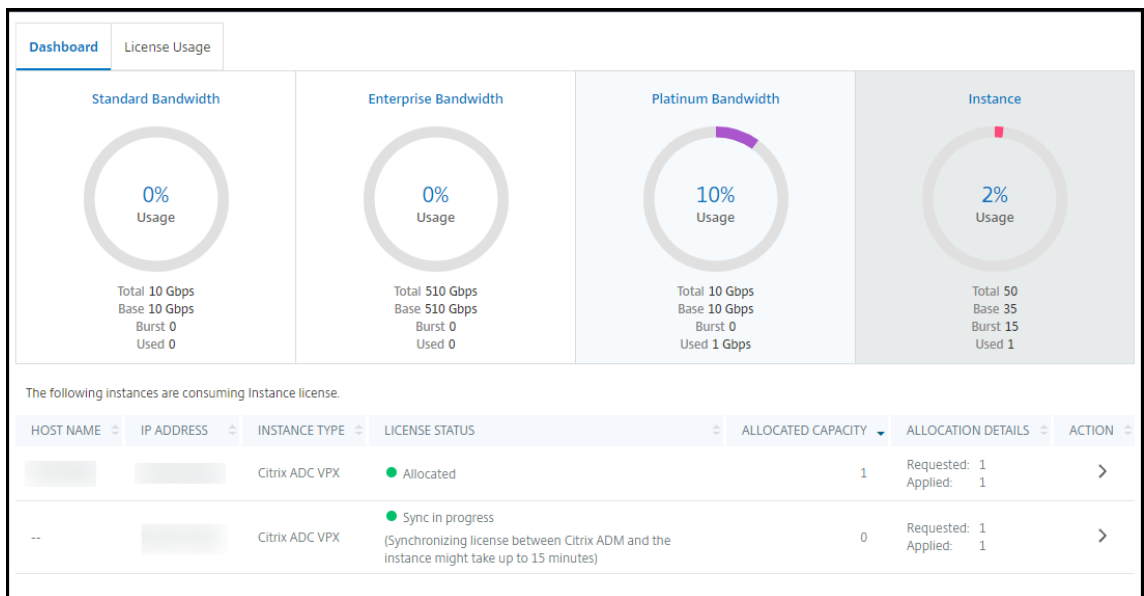 Dashboard License Usage
Standard Bandwidth Enterprise Bandwidth Platinum Bandwidth Instance
0% 0% 10% 2%
Usage Usage Usage Usage
Total 10 Gbps Total 510 Gbps Total 10 Gbps Total 50
Base 10 Gbps Base 510 Gbps Base 10 Gbps Base 35
Burst 0 Burst 0 Burst 0 Burst 15
Used 0 Used 0 Used 1 Gbps Used 1
The following instances are consuming Instance license.
HOST NAME IP ADDRESS INSTANCE TYPE LICENSE STATUS ALLOCATED CAPACITY ALLOCATION DETAILS ACTION
Citrix ADC VPX Allocated 1 Requested: 1
Applied: 1
-- Citrix ADC VPX Sync in progress 0 Requested: 1
(Synchronizing license between Citrix ADM and the Applied: 1
instance might take up to 15 minutes)